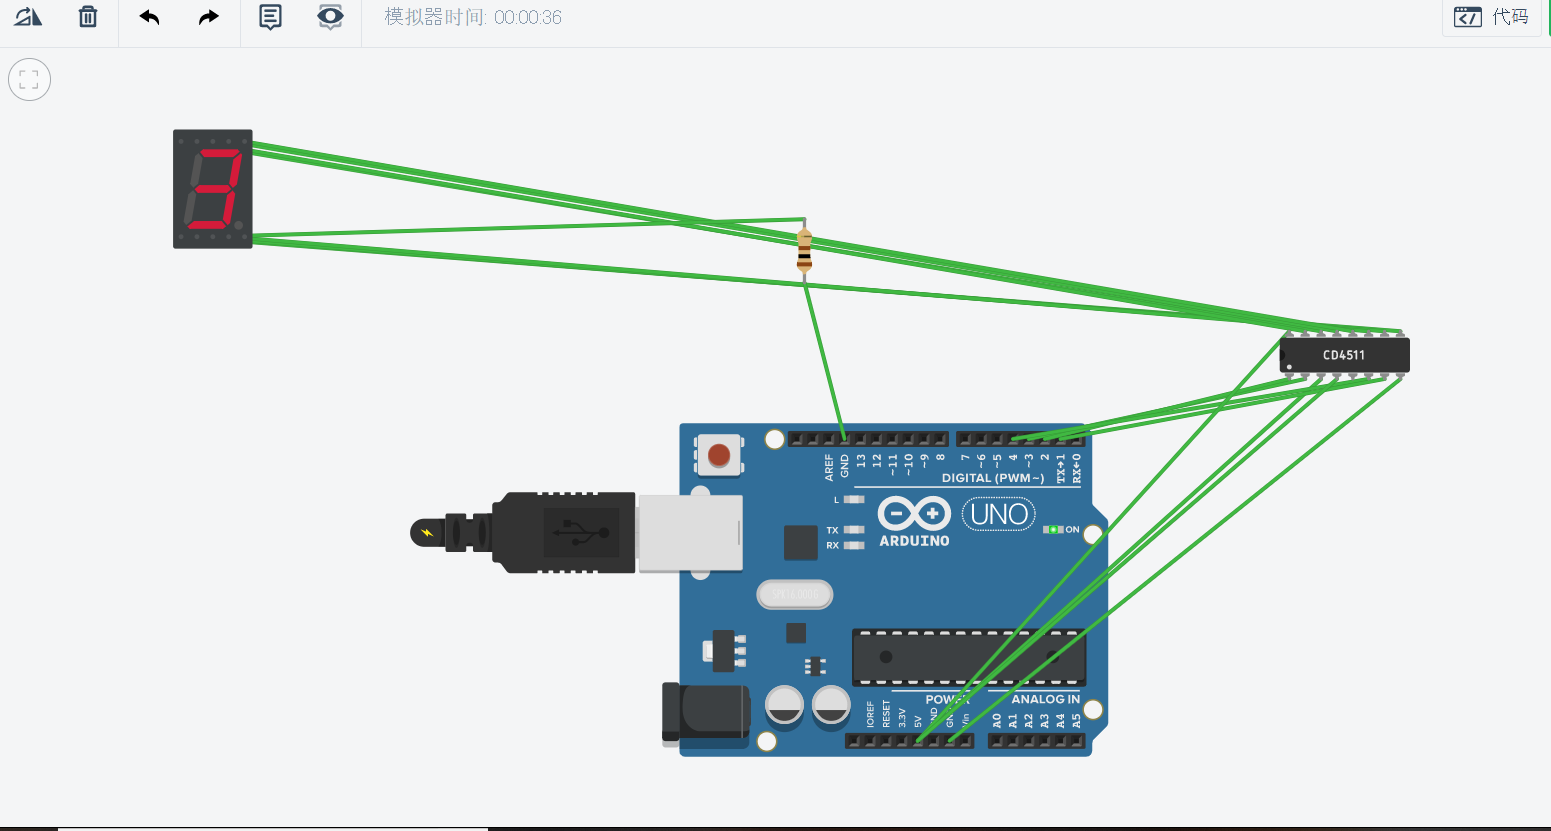 模拟器时间: 00:00:36
代码
3
CD4511
AREF
GND
13
12
~11
~10
~9
8
7
~6
~5
4
~3
2
TX→1
RX←0
DIGITAL (PWM~)
L
TX
RX
ARDUINO
UNO
ON
POWER
ANALOG IN
IOREF
RESET
3.3V
5V
GND
GND
Vin
A0
A1
A2
A3
A4
A5